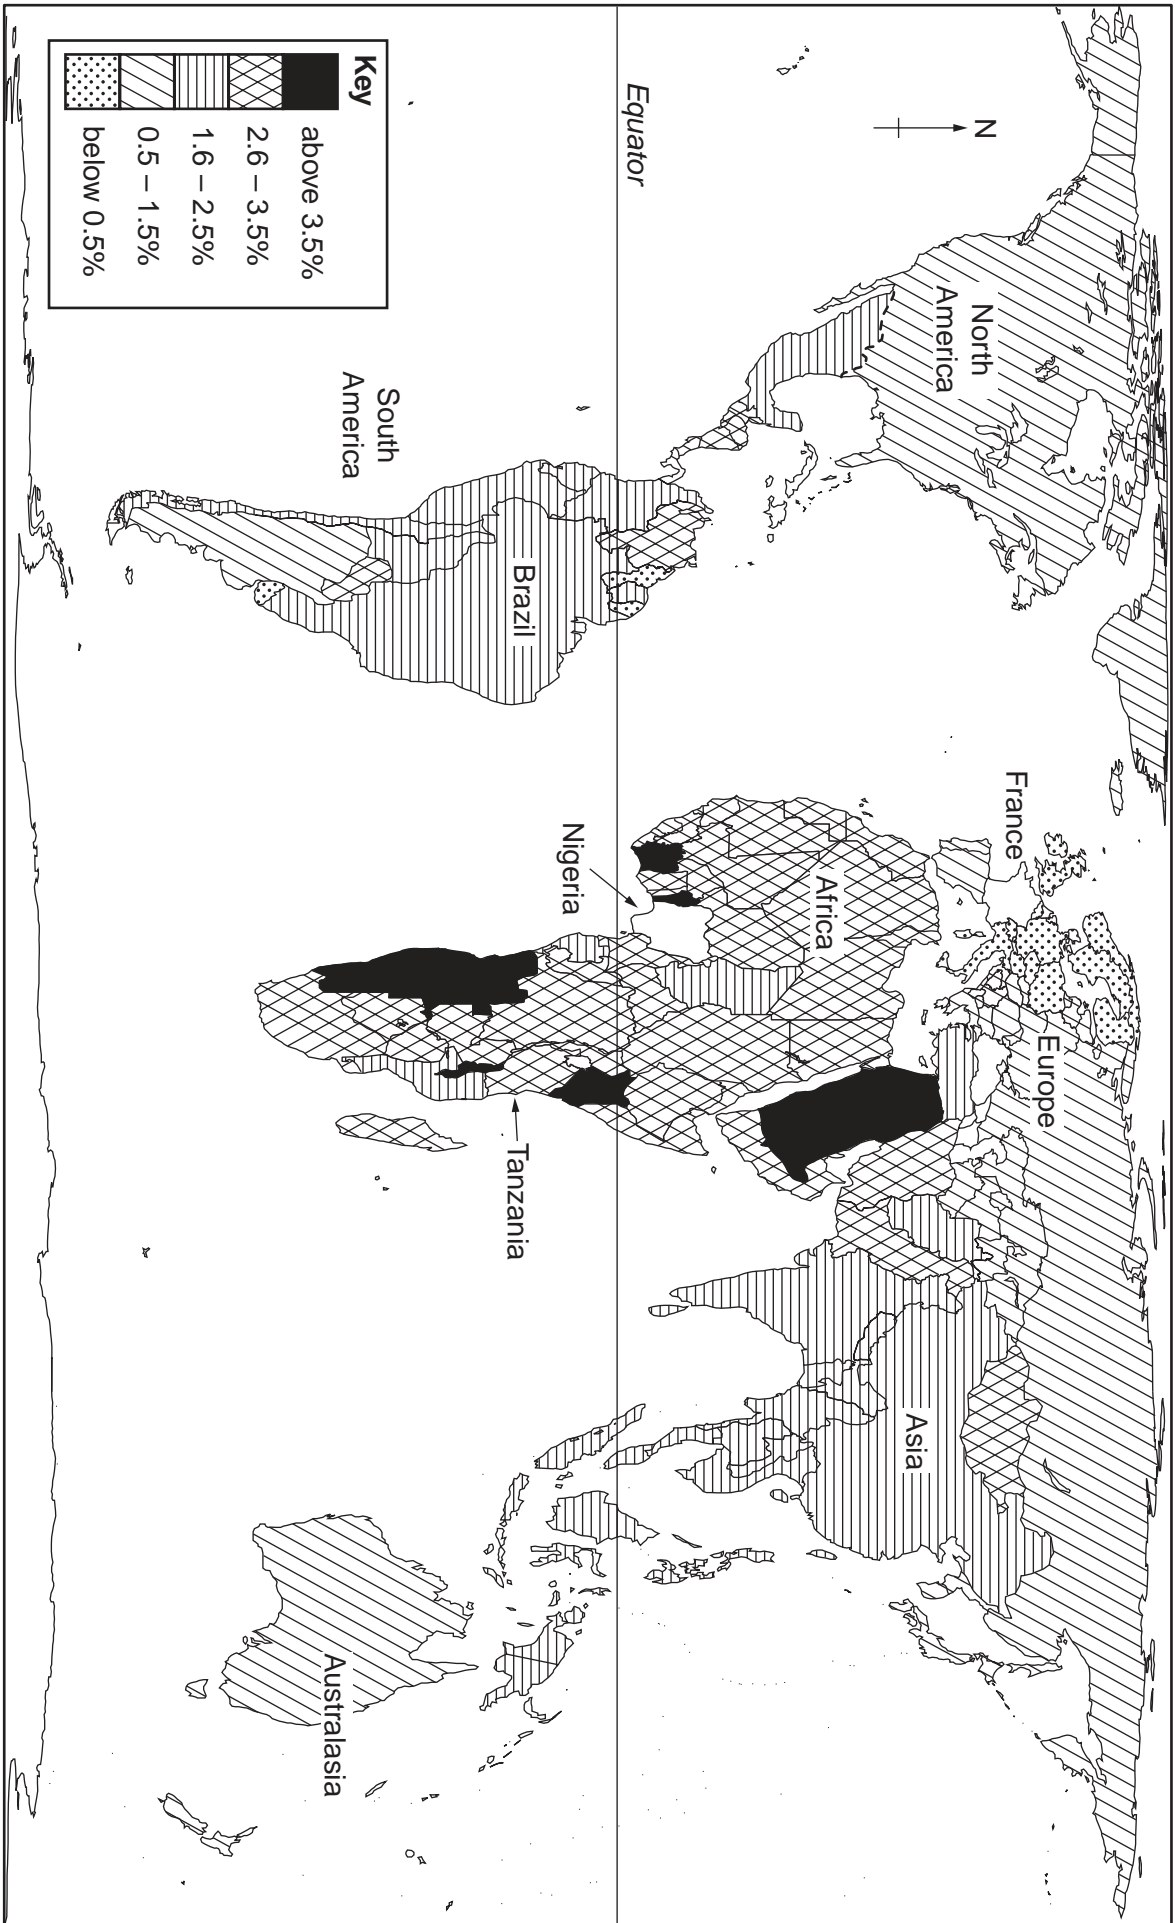 N
North
America
Europe
France
Asia
Africa
Equator
Nigeria
Tanzania
Brazil
South
America
Australasia
Key
above 3.5%
2.6 – 3.5%
1.6 – 2.5%
0.5 – 1.5%
below 0.5%